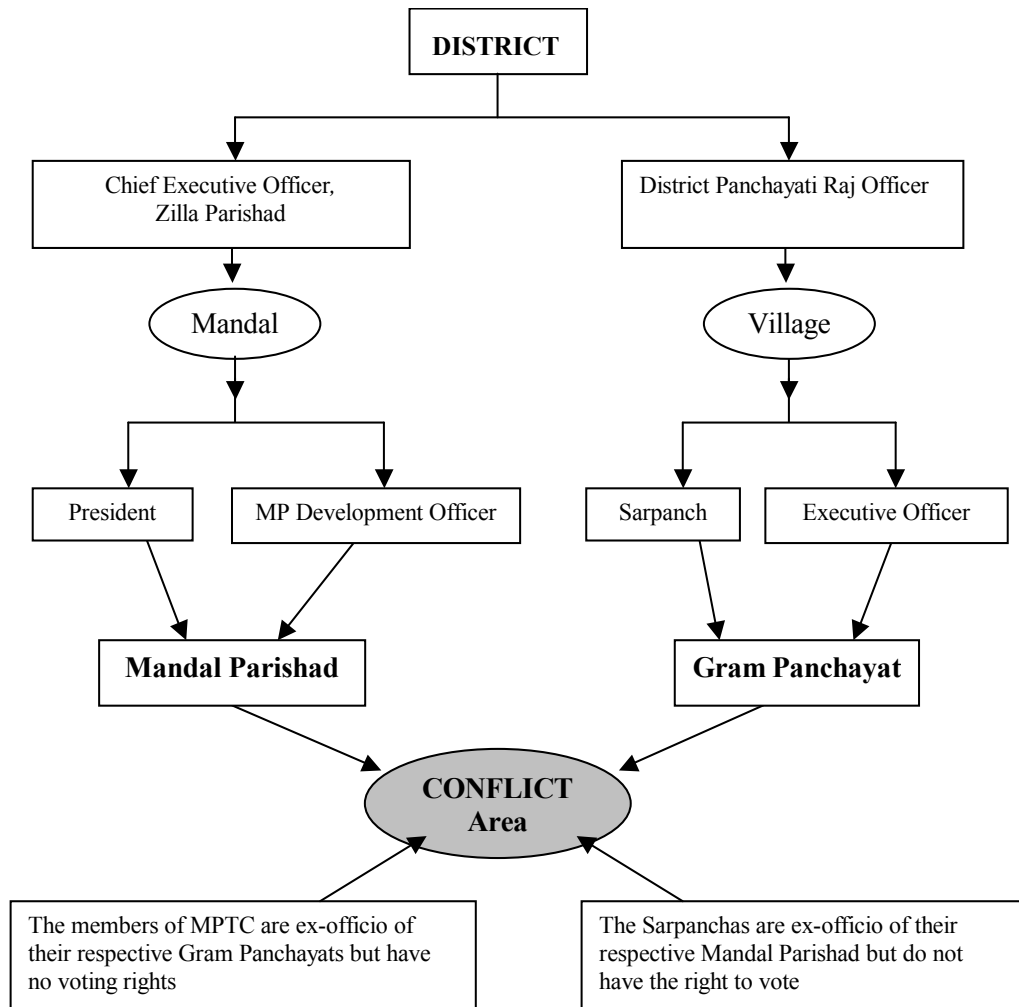 DISTRICT
Chief Executive Officer,
Zilla Parishad
District Panchayati Raj Officer
Mandal
Village
President
MP Development Officer
Sarpanch
Executive Officer
Mandal Parishad
Gram Panchayat
CONFLICT
Area
The members of MPTC are ex-officio of
their respective Gram Panchayats but have
no voting rights
The Sarpanchas are ex-officio of their
respective Mandal Parishad but do not
have the right to vote